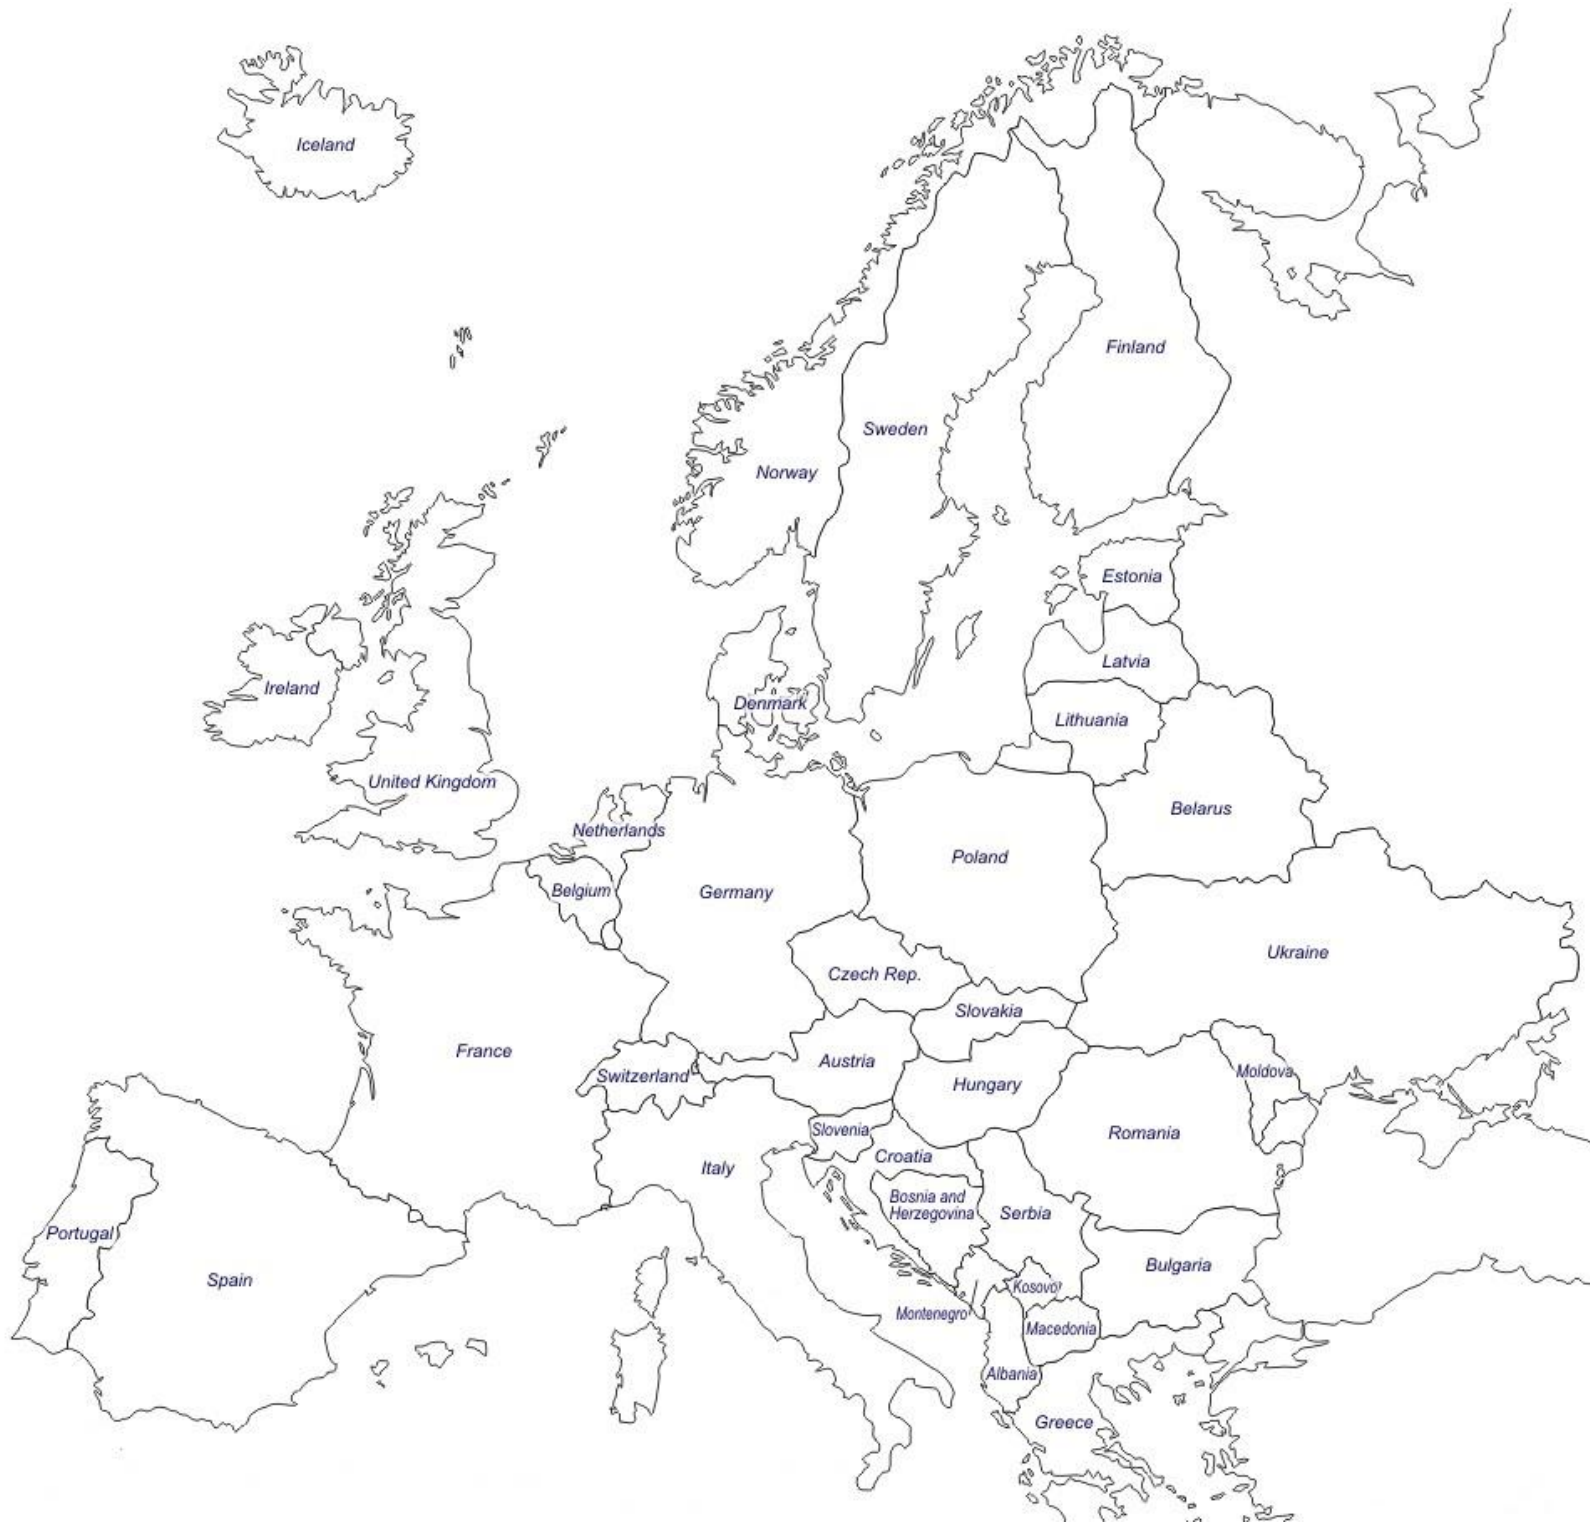 Iceland
Finland
Sweden
Norway
Estonia
Latvia
Ireland
Denmark
Lithuania
United Kingdom
Belarus
Netherlands
Poland
Belgium
Germany
Ukraine
Czech Rep.
Slovakia
France
Austria
Moldova
Switzerland
Hungary
Slovenia
Romania
Croatia
Italy
Bosnia and
Herzegovina
Serbia
Portugal
Bulgaria
Spain
Kosovo
Montenegro
Macedonia
Albania
Greece